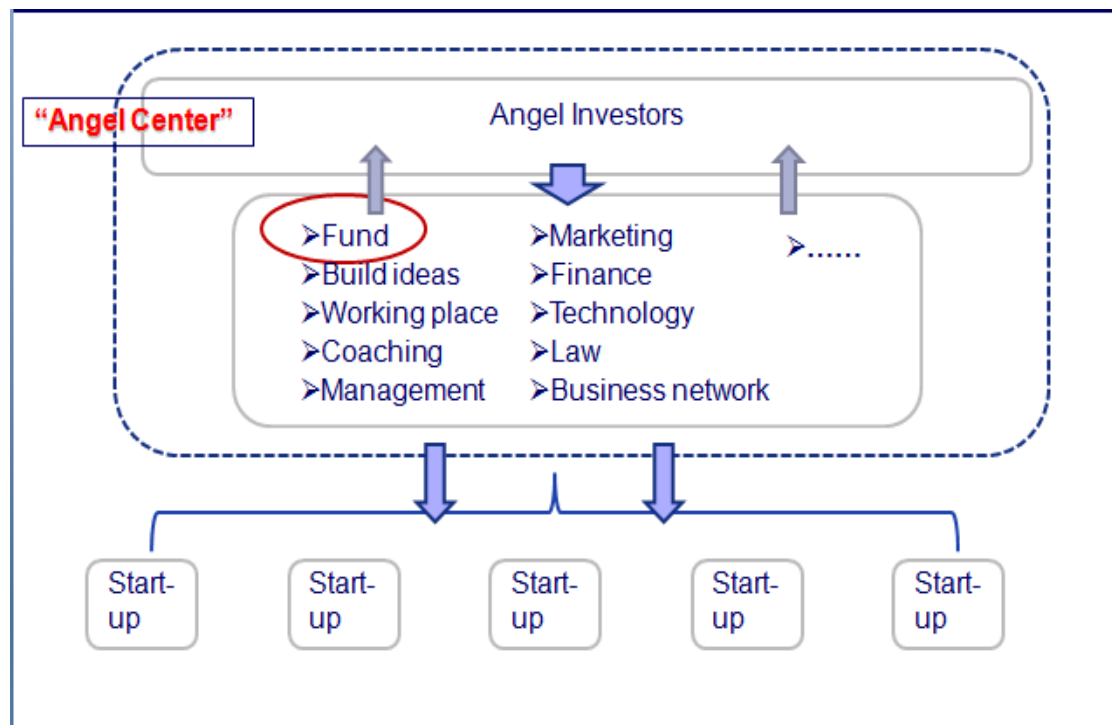 “Angel Center”
Angel Investors
➢Fund
➢Build ideas
➢Working place
➢Coaching
➢Management
➢Marketing
➢Finance
➢Technology
➢Law
➢Business network
➢......
Start-
up
Start-
up
Start-
up
Start-
up
Start-
up